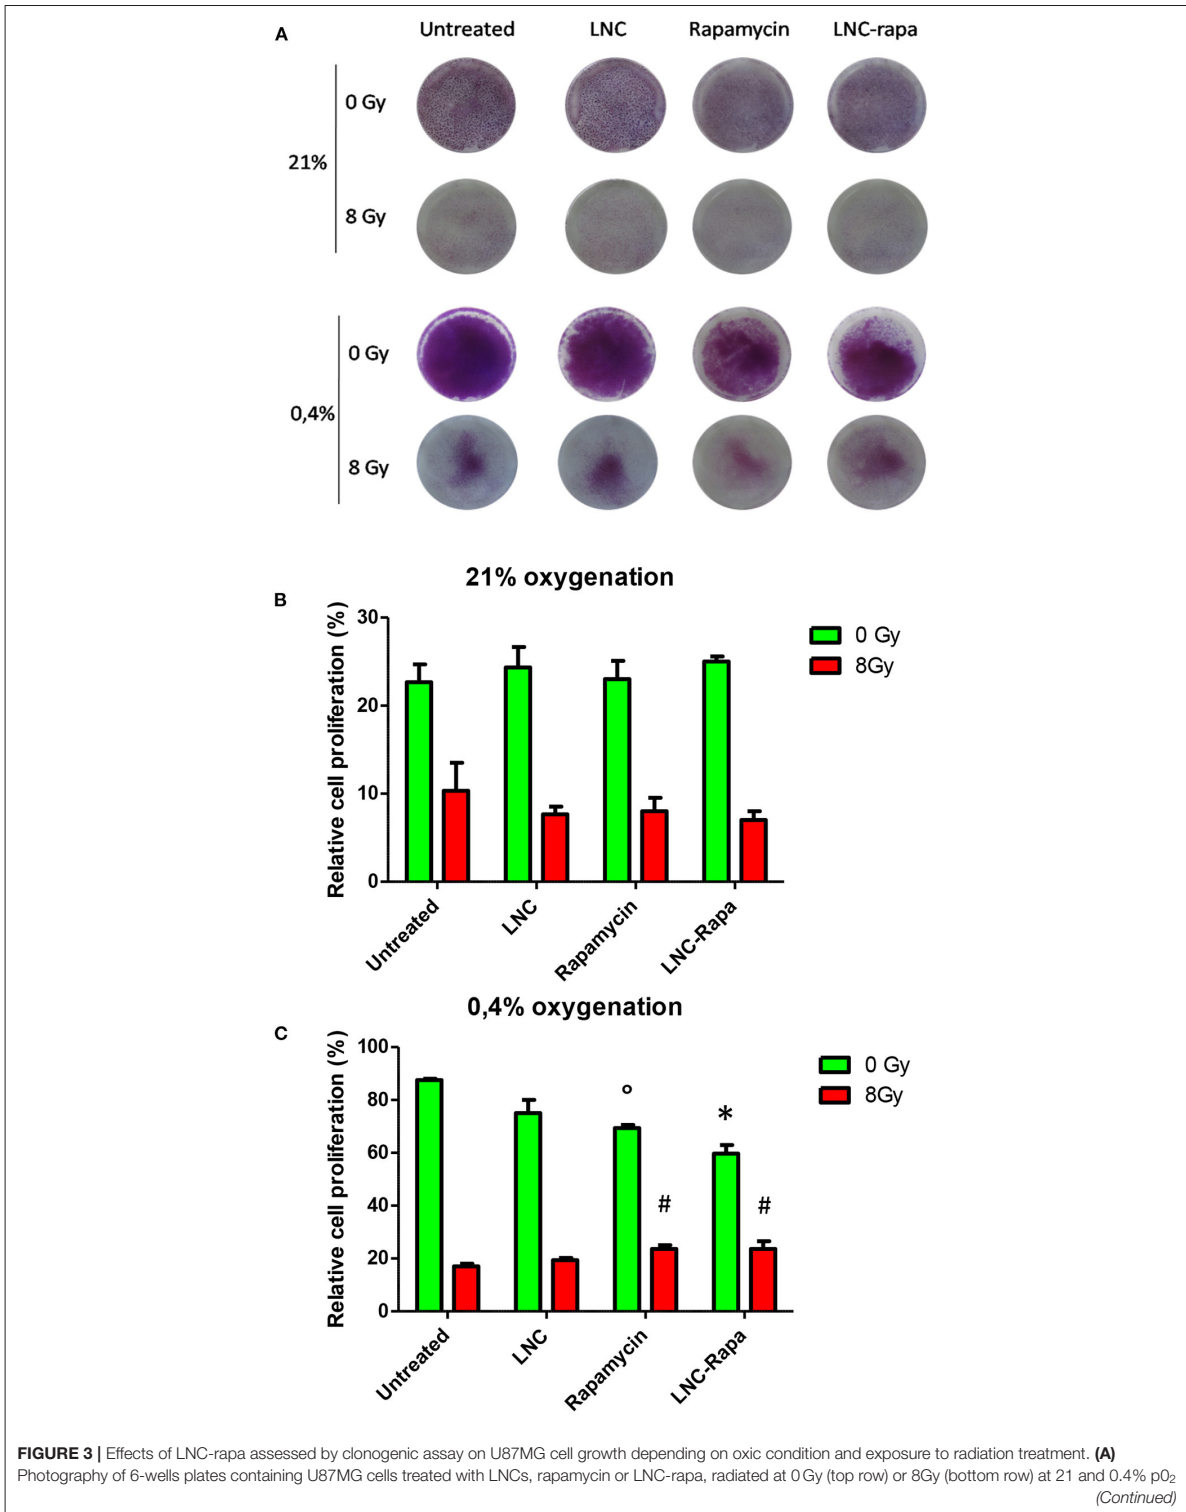 A
Untreated LNC Rapamycin LNC-rapa
0 Gy
21%
8 Gy
0 Gy
0,4%
8 Gy
21% oxygenation
B
Relative cell proliferation (%)
30
20
10
0
0 Gy
8Gy
Untreated LNC Rapamycin LNC-Rapa
0,4% oxygenation
C
Relative cell proliferation (%)
100
80
60
40
20
0
° * # #
0 Gy
8Gy
Untreated LNC Rapamycin LNC-Rapa
FIGURE 3 | Effects of LNC-rapa assessed by clonogenic assay on U87MG cell growth depending on oxic condition and exposure to radiation treatment. (A)
Photography of 6-wells plates containing U87MG cells treated with LNCs, rapamycin or LNC-rapa, radiated at 0 Gy (top row) or 8Gy (bottom row) at 21 and 0.4% p0₂
(Continued)